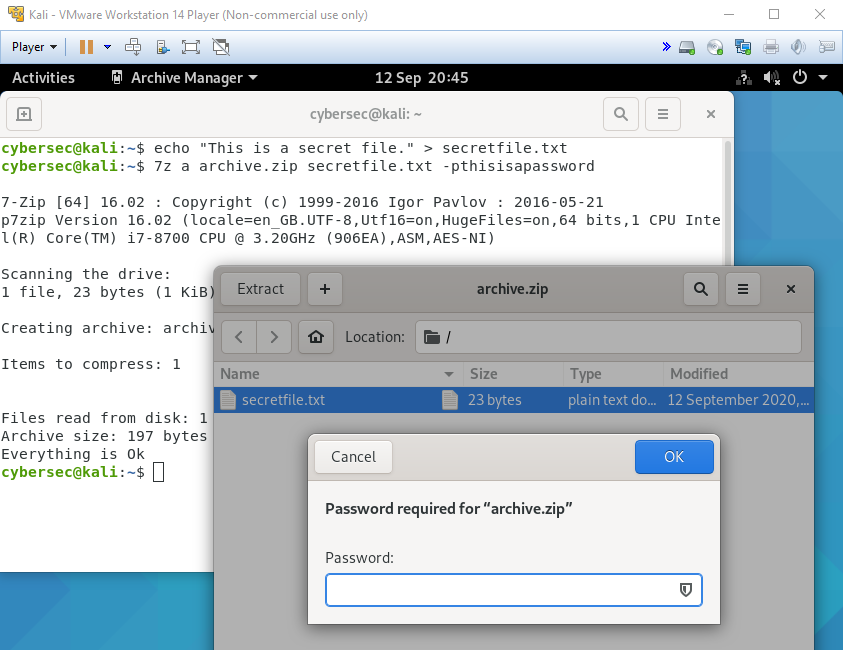 Kali - VMware Workstation 14 Player (Non-commercial use only)
Player
Activities Archive Manager 12 Sep 20:45
cybersec@kali: ~
cybersec@kali:~$ echo "This is a secret file." > secretfile.txt
cybersec@kali:~$ 7z a archive.zip secretfile.txt -pthisisapassword
7-Zip [64] 16.02 : Copyright (c) 1999-2016 Igor Pavlov : 2016-05-21
p7zip Version 16.02 (locale=en_GB.UTF-8,Utf16=on,HugeFiles=on,64 bits,1 CPU Inte
l(R) Core(TM) i7-8700 CPU @ 3.20GHz (906EA),ASM,AES-NI)
Scanning the drive:
1 file, 23 bytes (1 KiB)
Creating archive: archiv
Items to compress: 1
Files read from disk: 1
Archive size: 197 bytes
Everything is Ok
cybersec@kali:~$
Extract + archive.zip
Location: /
Name Size Type Modified
secretfile.txt 23 bytes plain text do... 12 September 2020,...
Cancel OK
Password required for “archive.zip”
Password: